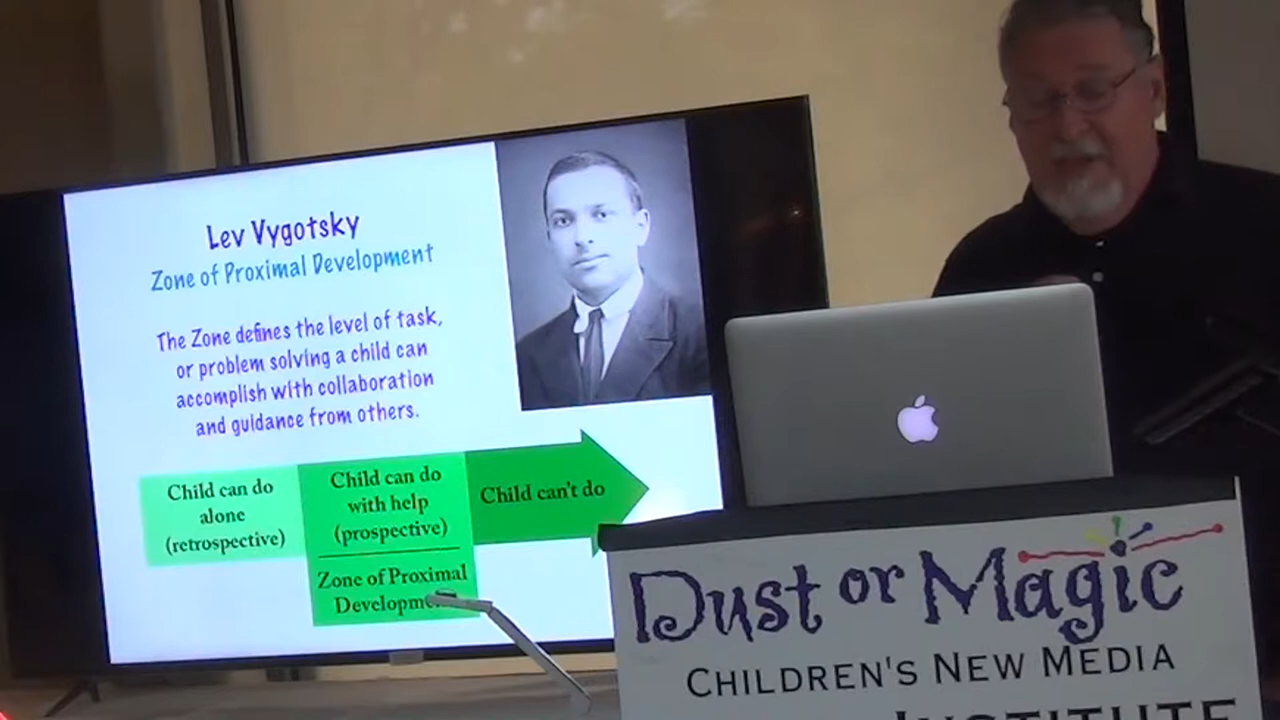 Lev Vygotsky
Zone of Proximal Development
The Zone defines the level of task,
or problem solving a child can
accomplish with collaboration
and guidance from others.
Child can do
alone
(retrospective)
Child can do
with help
(prospective)
Zone of Proximal
Developme
Child can't do
Dust or Magic
CHILDREN'S NEW MEDIA
INSTITUTE